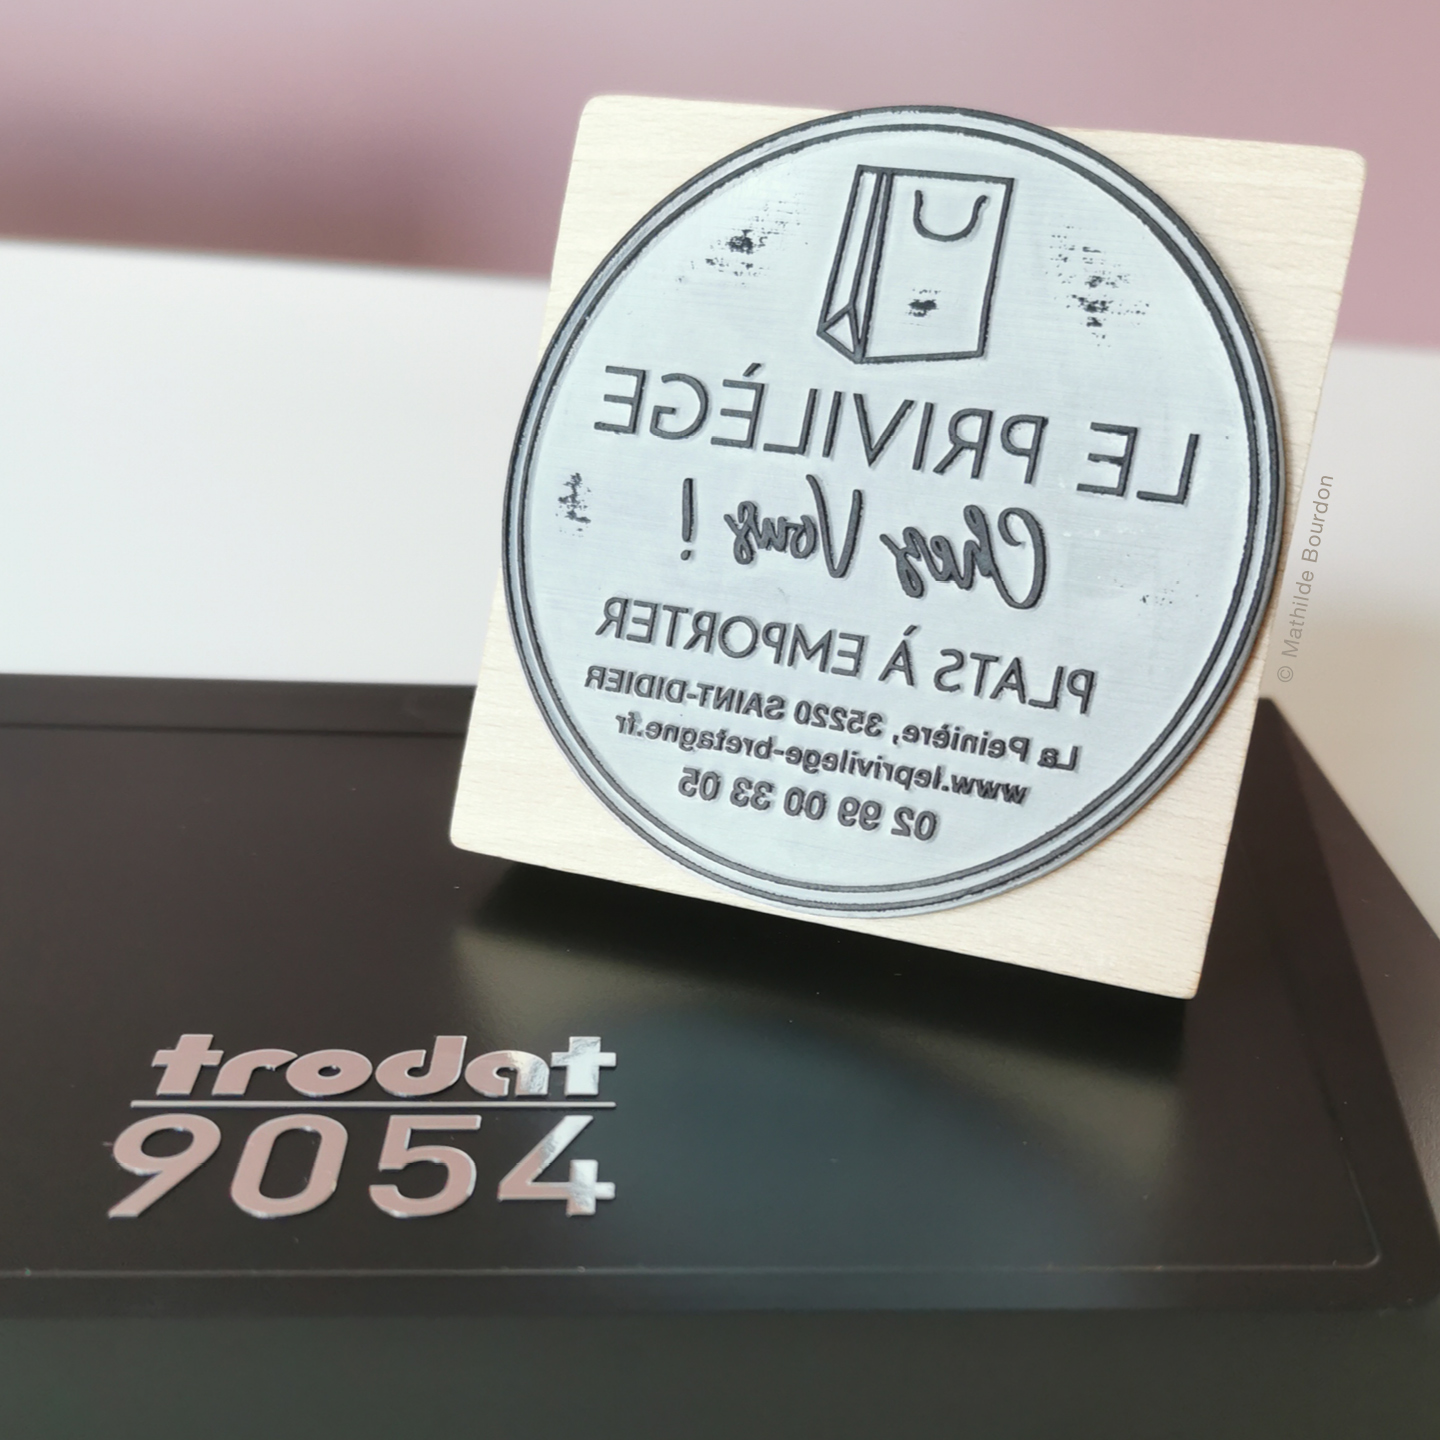 LE PRIVILÈGE
Chez Vous !
PLATS À EMPORTER
La Peinière, 35220 SAINT-DIDIER
www.leprivilege-bretagne.fr
02 99 00 33 05
© Mathilde Bourdon
trodat
9054